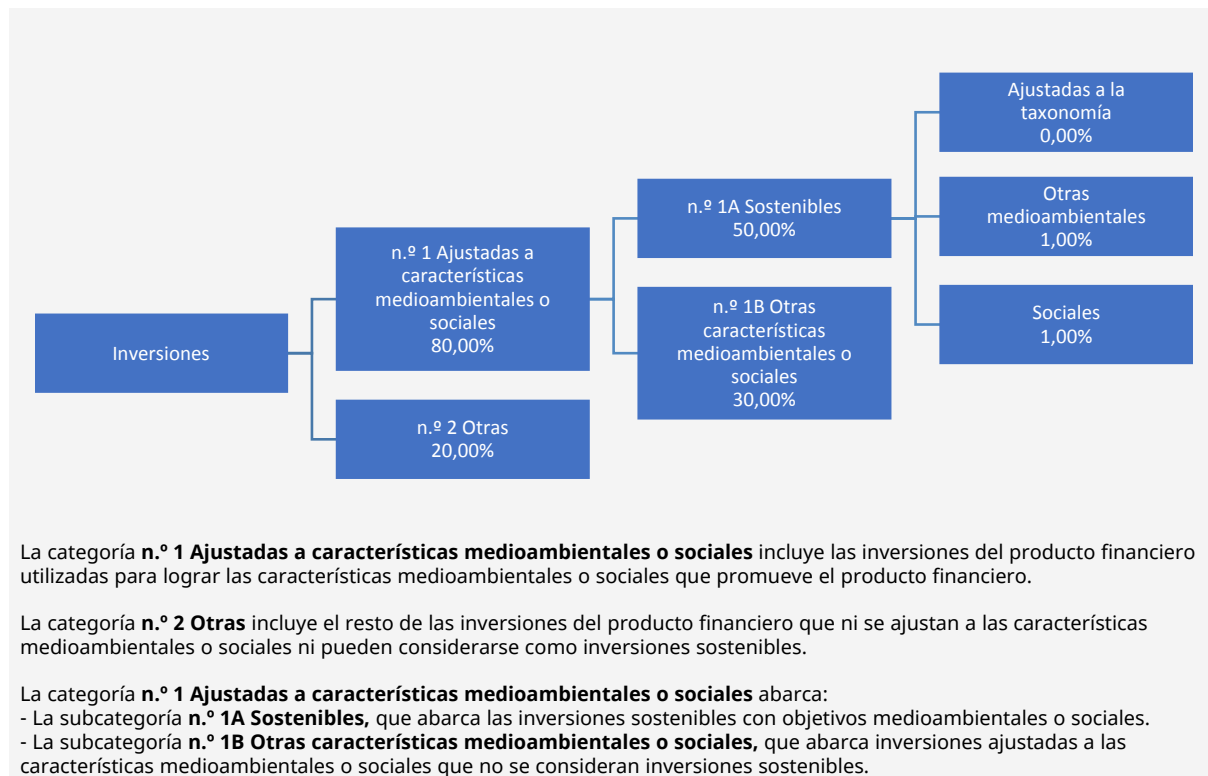 Inversiones
n.º 1 Ajustadas a
características
medioambientales o
sociales
80,00%
n.º 2 Otras
20,00%
n.º 1A Sostenibles
50,00%
n.º 1B Otras
características
medioambientales o
sociales
30,00%
Ajustadas a la
taxonomía
0,00%
Otras
medioambientales
1,00%
Sociales
1,00%
La categoría n.º 1 Ajustadas a características medioambientales o sociales incluye las inversiones del producto financiero
utilizadas para lograr las características medioambientales o sociales que promueve el producto financiero.
La categoría n.º 2 Otras incluye el resto de las inversiones del producto financiero que ni se ajustan a las características
medioambientales o sociales ni pueden considerarse como inversiones sostenibles.
La categoría n.º 1 Ajustadas a características medioambientales o sociales abarca:
- La subcategoría n.º 1A Sostenibles, que abarca las inversiones sostenibles con objetivos medioambientales o sociales.
- La subcategoría n.º 1B Otras características medioambientales o sociales, que abarca inversiones ajustadas a las
características medioambientales o sociales que no se consideran inversiones sostenibles.